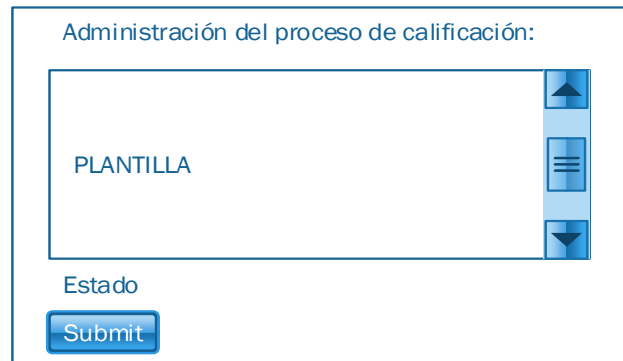 Administración del proceso de calificación:
PLANTILLA
Estado
Submit